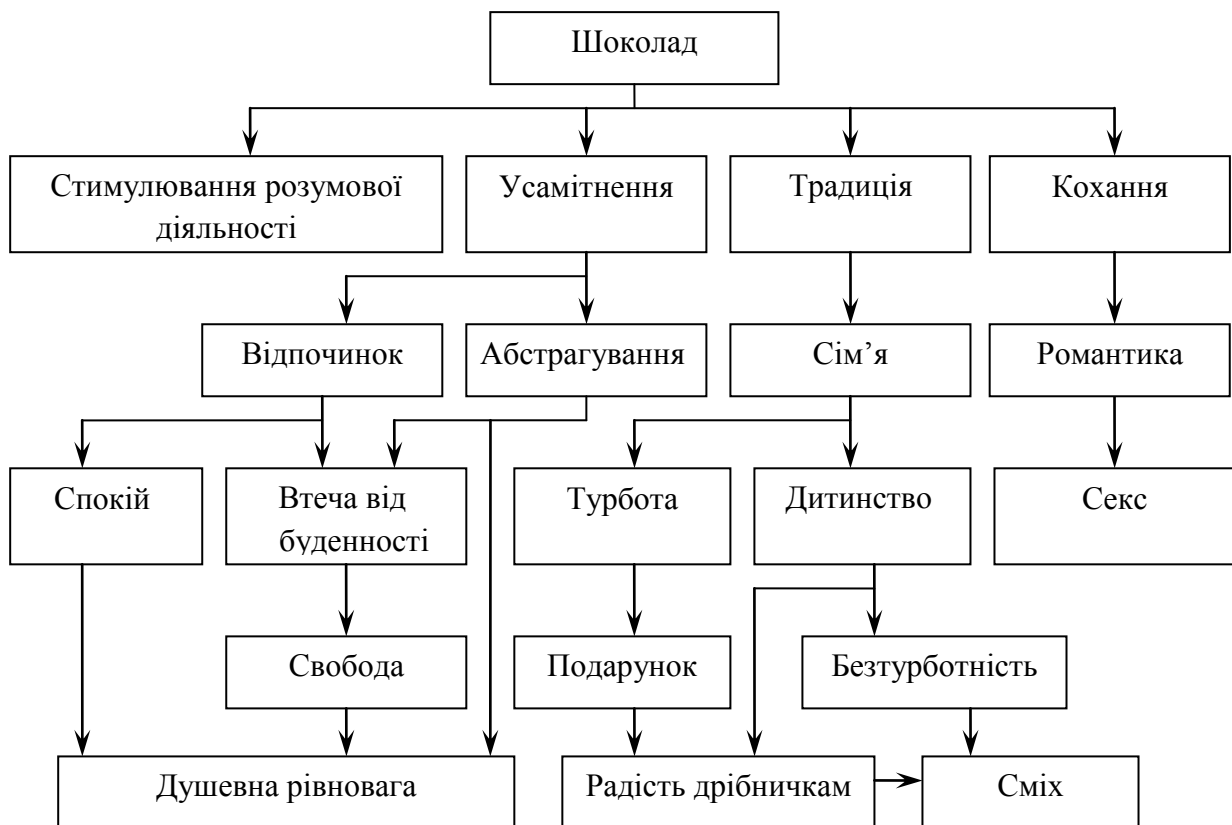 Шоколад
Стимулювання розумової
діяльності
Усамітнення
Традиція
Кохання
Відпочинок
Абстрагування
Сім’я
Романтика
Спокій
Втеча від
буденності
Турбота
Дитинство
Секс
Свобода
Подарунок
Безтурботність
Душевна рівновага
Радість дрібничкам
Сміх